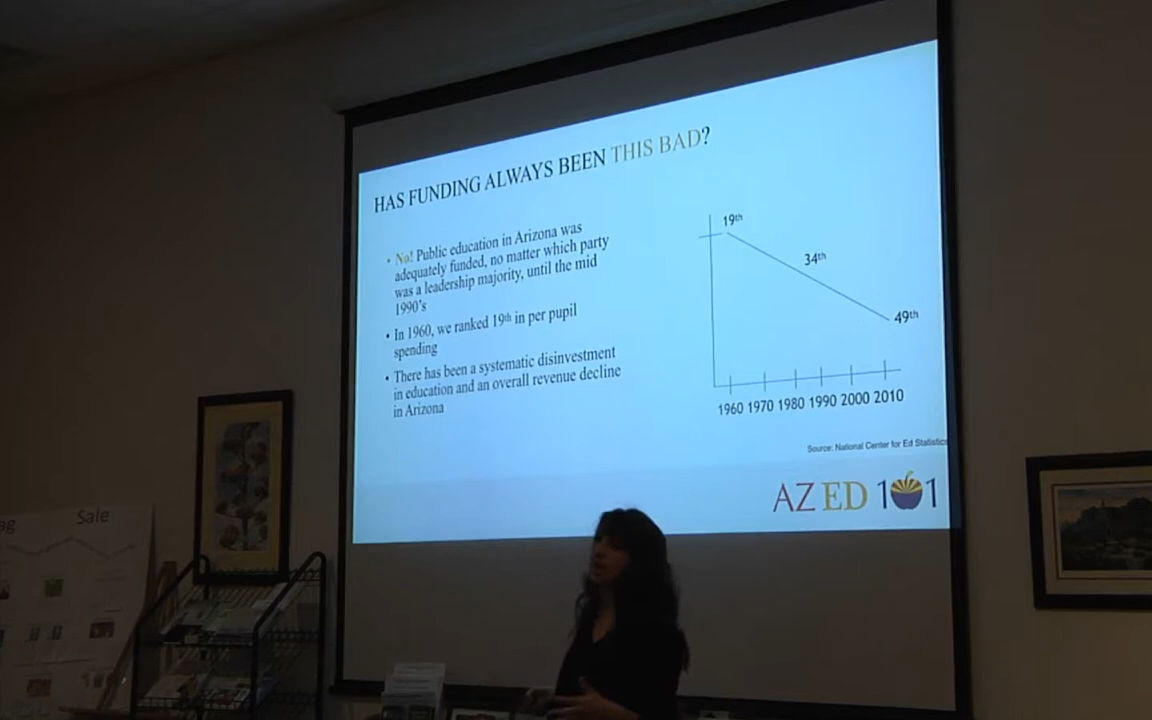 HAS FUNDING ALWAYS BEEN THIS BAD?
• No! Public education in Arizona was
adequately funded, no matter which party
was a leadership majority, until the mid
1990's
• In 1960, we ranked 19th in per pupil
spending
• There has been a systematic disinvestment
in education and an overall revenue decline
in Arizona
19th
34th
49th
1960 1970 1980 1990 2000 2010
Source: National Center for Ed Statistics
AZ ED 101
ag Sale